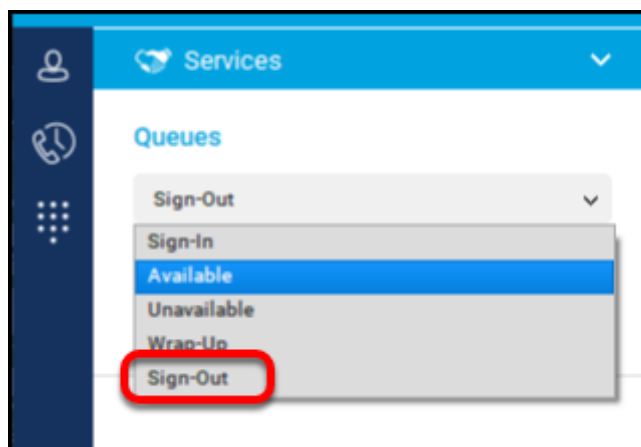 Services
Queues
Sign-Out
Sign-In
Available
Unavailable
Wrap-Up
Sign-Out